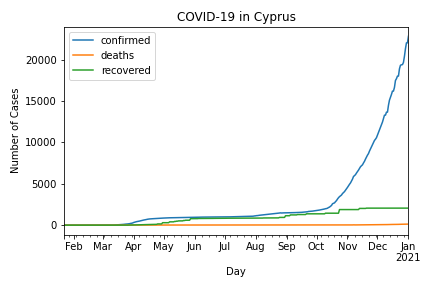 COVID-19 in Cyprus
confirmed
deaths
recovered
Number of Cases
20000
15000
10000
5000
0
Feb Mar Apr May Jun Jul Aug Sep Oct Nov Dec Jan
2021
Day